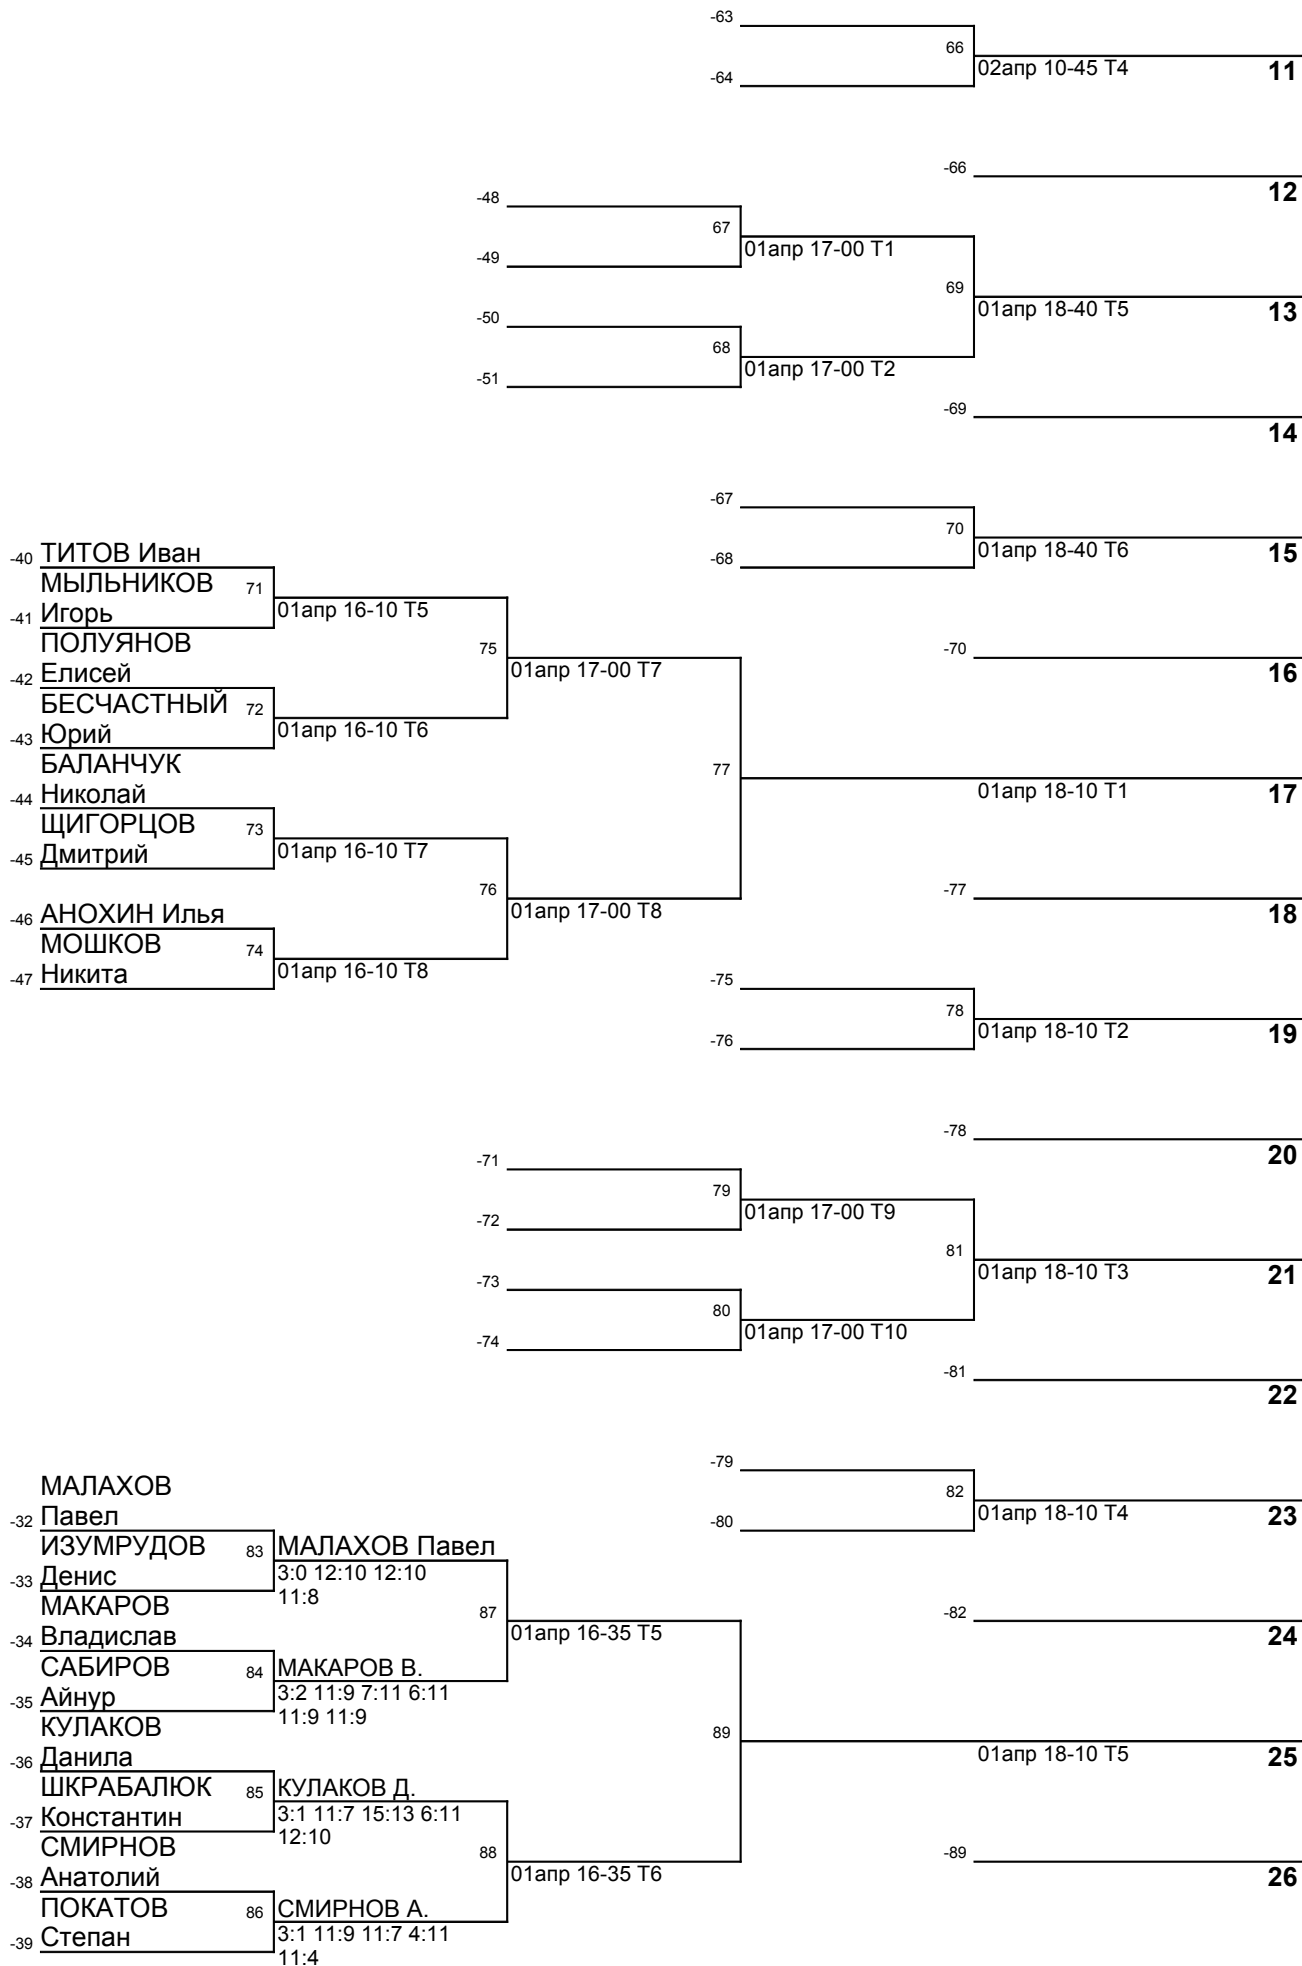 -63
66
02апр 10-45 Т4
11
-64
-66
12
-48
67
01апр 17-00 Т1
-49
69
01апр 18-40 Т5
13
-50
68
01апр 17-00 Т2
-51
-69
14
-67
70
01апр 18-40 Т6
15
-68
-40 ТИТОВ Иван
МЫЛЬНИКОВ 71
-41 Игорь
01апр 16-10 Т5
ПОЛУЯНОВ
-42 Елисей
75
01апр 17-00 Т7
-70
16
БЕСЧАСТНЫЙ 72
-43 Юрий
01апр 16-10 Т6
БАЛАНЧУК
-44 Николай
77
01апр 18-10 Т1
17
ЩИГОРЦОВ 73
-45 Дмитрий
01апр 16-10 Т7
76
01апр 17-00 Т8
-77
18
-46 АНОХИН Илья
МОШКОВ 74
-47 Никита
01апр 16-10 Т8
-75
78
01апр 18-10 Т2
19
-76
-78
20
-71
79
01апр 17-00 Т9
-72
81
01апр 18-10 Т3
21
-73
80
01апр 17-00 Т10
-74
-81
22
-79
82
01апр 18-10 Т4
23
-80
МАЛАХОВ
-32 Павел
ИЗУМРУДОВ 83
-33 Денис
МАЛАХОВ Павел
3:0 12:10 12:10
11:8
МАКАРОВ
-34 Владислав
87
01апр 16-35 Т5
-82
24
САБИРОВ 84
-35 Айнур
МАКАРОВ В.
3:2 11:9 7:11 6:11
11:9 11:9
КУЛАКОВ
-36 Данила
89
01апр 18-10 Т5
25
ШКРАБАЛЮК 85
-37 Константин
КУЛАКОВ Д.
3:1 11:7 15:13 6:11
12:10
СМИРНОВ
-38 Анатолий
88
01апр 16-35 Т6
-89
26
ПОКАТОВ 86
-39 Степан
СМИРНОВ А.
3:1 11:9 11:7 4:11
11:4